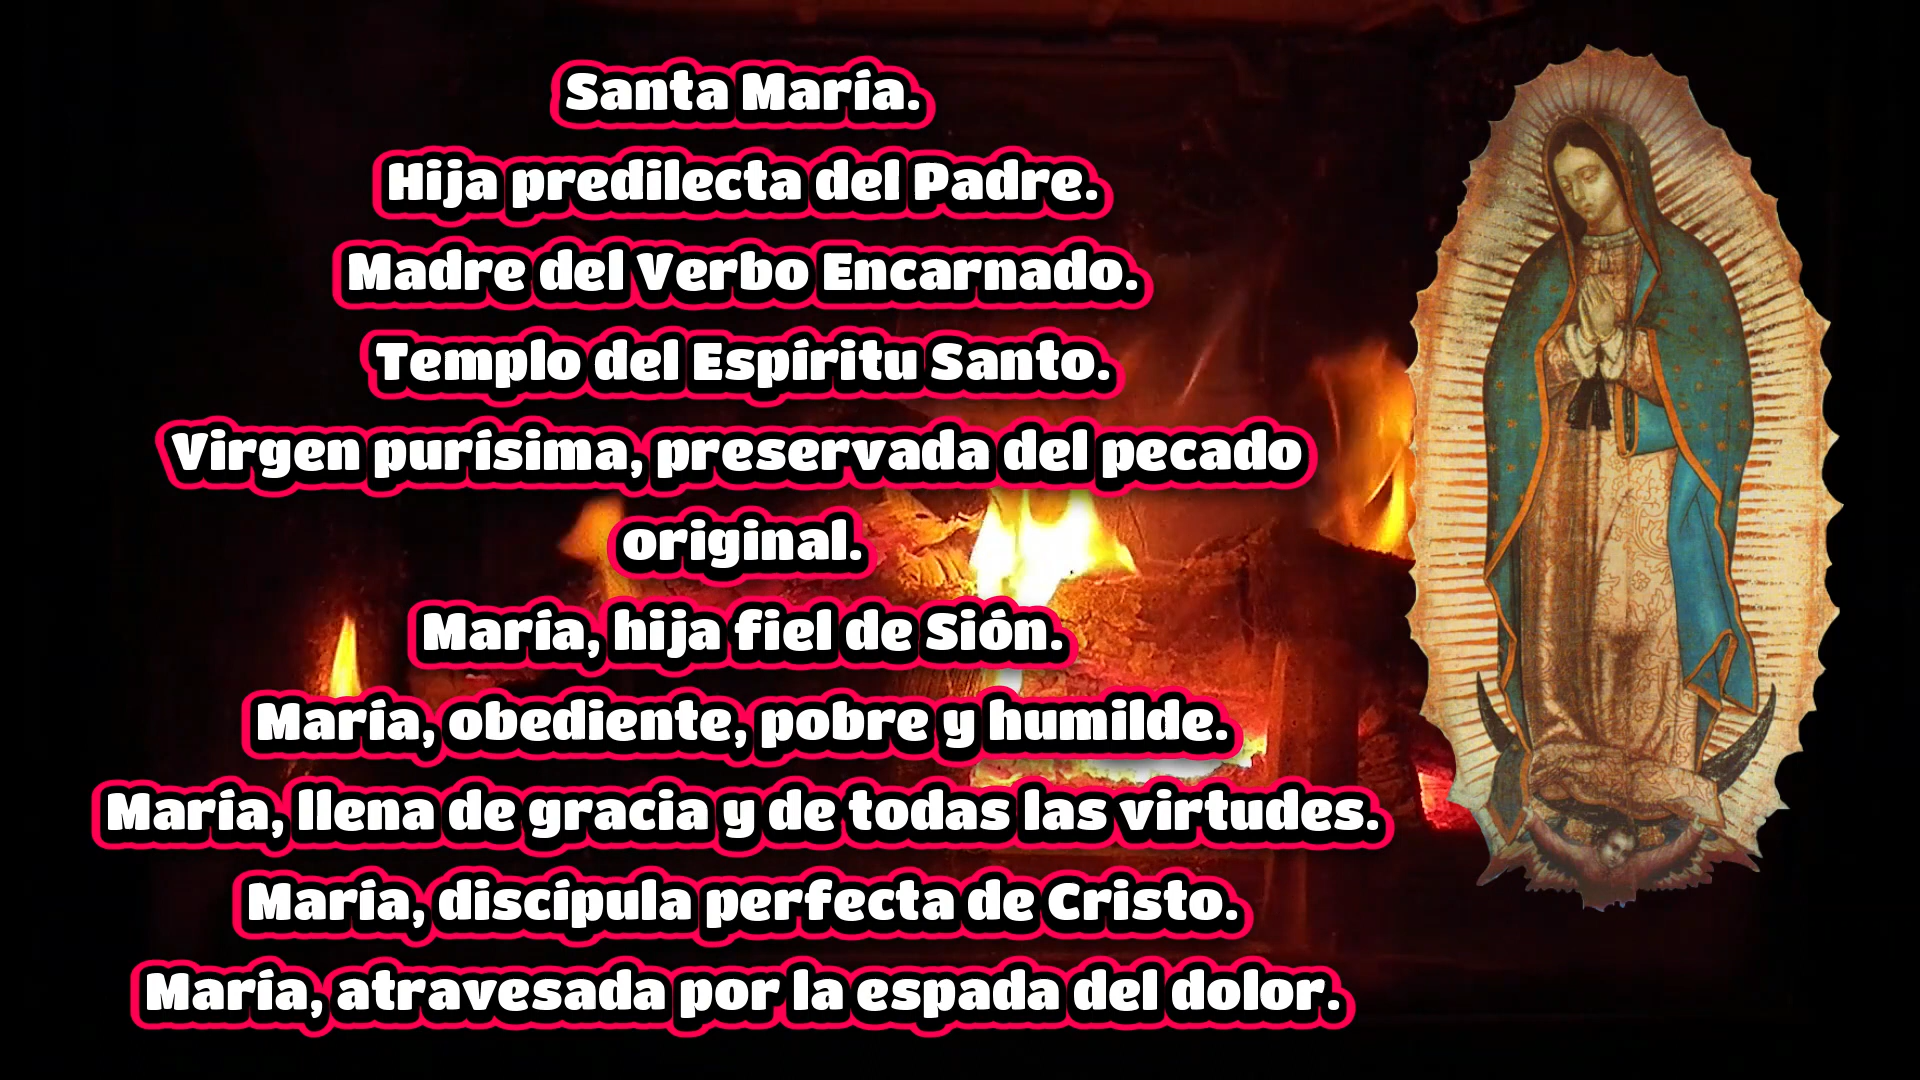 Santa María.
Hija predilecta del Padre.
Madre del Verbo Encarnado.
Templo del Espíritu Santo.
Virgen purísima, preservada del pecado
original.
María, hija fiel de Sión.
María, obediente, pobre y humilde.
María, llena de gracia y de todas las virtudes.
María, discípula perfecta de Cristo.
María, atravesada por la espada del dolor.